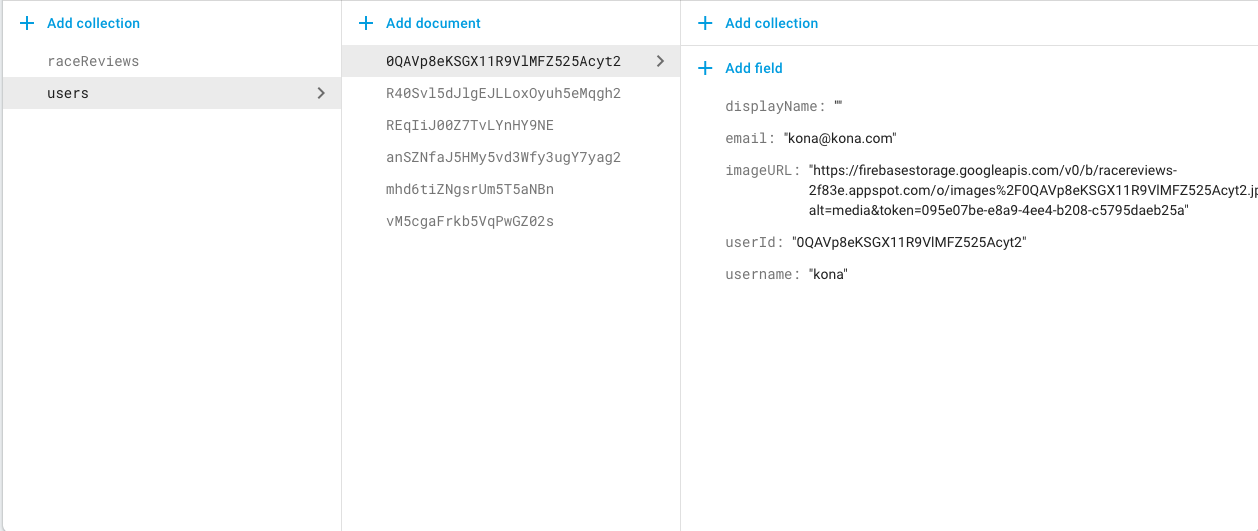 Add collection
raceReviews
users
Add document
0QAVp8eKSGX11R9VlMFZ525Acyt2
R40Svl5dJlgEJLLoxOyuh5eMqgh2
REqIiJ00Z7TvLYnHY9NE
anSZNfaJ5HMy5vd3Wfy3ugY7yag2
mhd6tiZNgsrUm5T5aNBn
vM5cgaFrkb5VqPwGZ02s
Add collection
Add field
displayName: ""
email: "kona@kona.com"
imageURL: "https://firebasestorage.googleapis.com/v0/b/racereviews-
2f83e.appspot.com/o/images%2F0QAVp8eKSGX11R9VlMFZ525Acyt2.jp
alt=media&token=095e07be-e8a9-4ee4-b208-c5795daeb25a"
userId: "0QAVp8eKSGX11R9VlMFZ525Acyt2"
username: "kona"